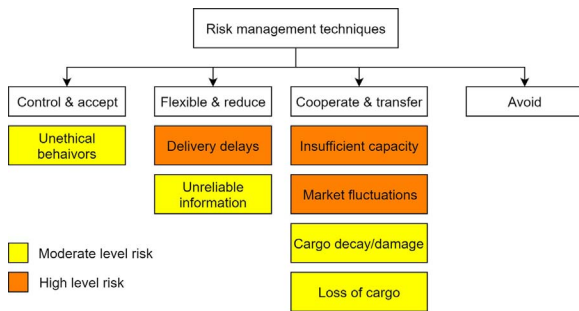 Risk management techniques
Control & accept
Flexible & reduce
Cooperate & transfer
Avoid
Unethical
behaivors
Delivery delays
Insufficient capacity
Unreliable
information
Market fluctuations
Cargo decay/damage
Loss of cargo
Moderate level risk
High level risk